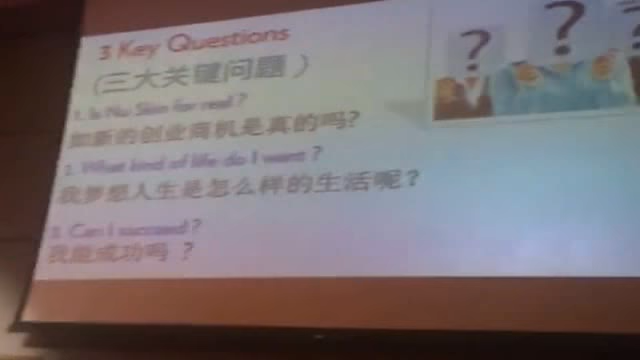 3 Key Questions
(三大关键问题)
1. Is Nu Skin for real?
如新的创业商机是真的吗?
2. What kind of life do I want?
我梦想人生是怎么样的生活呢?
3. Can I succeed?
我能成功吗?
? ? ?